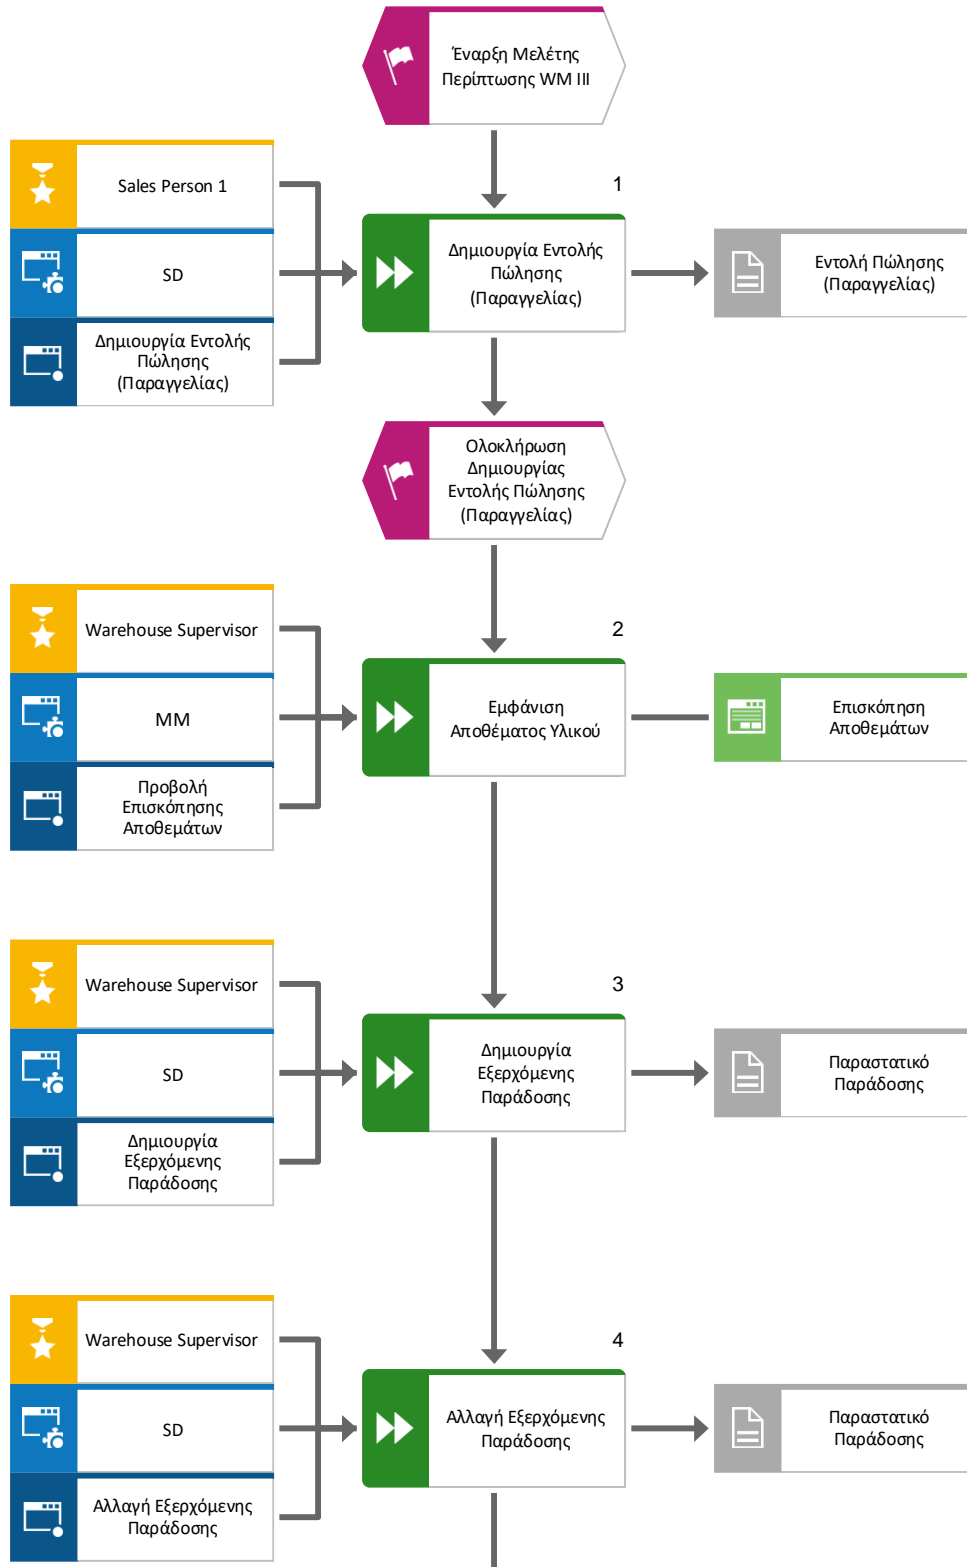 Έναρξη Μελέτης
Περίπτωσης WM III
Sales Person 1
SD
Δημιουργία Εντολής
Πώλησης
(Παραγγελίας)
1
Δημιουργία Εντολής
Πώλησης
(Παραγγελίας)
Εντολή Πώλησης
(Παραγγελίας)
Ολοκλήρωση
Δημιουργίας
Εντολής Πώλησης
(Παραγγελίας)
Warehouse Supervisor
MM
Προβολή
Επισκόπησης
Αποθεμάτων
2
Εμφάνιση
Αποθέματος Υλικού
Επισκόπηση
Αποθεμάτων
Warehouse Supervisor
SD
Δημιουργία
Εξερχόμενης
Παράδοσης
3
Δημιουργία
Εξερχόμενης
Παράδοσης
Παραστατικό
Παράδοσης
Warehouse Supervisor
SD
Αλλαγή Εξερχόμενης
Παράδοσης
4
Αλλαγή Εξερχόμενης
Παράδοσης
Παραστατικό
Παράδοσης